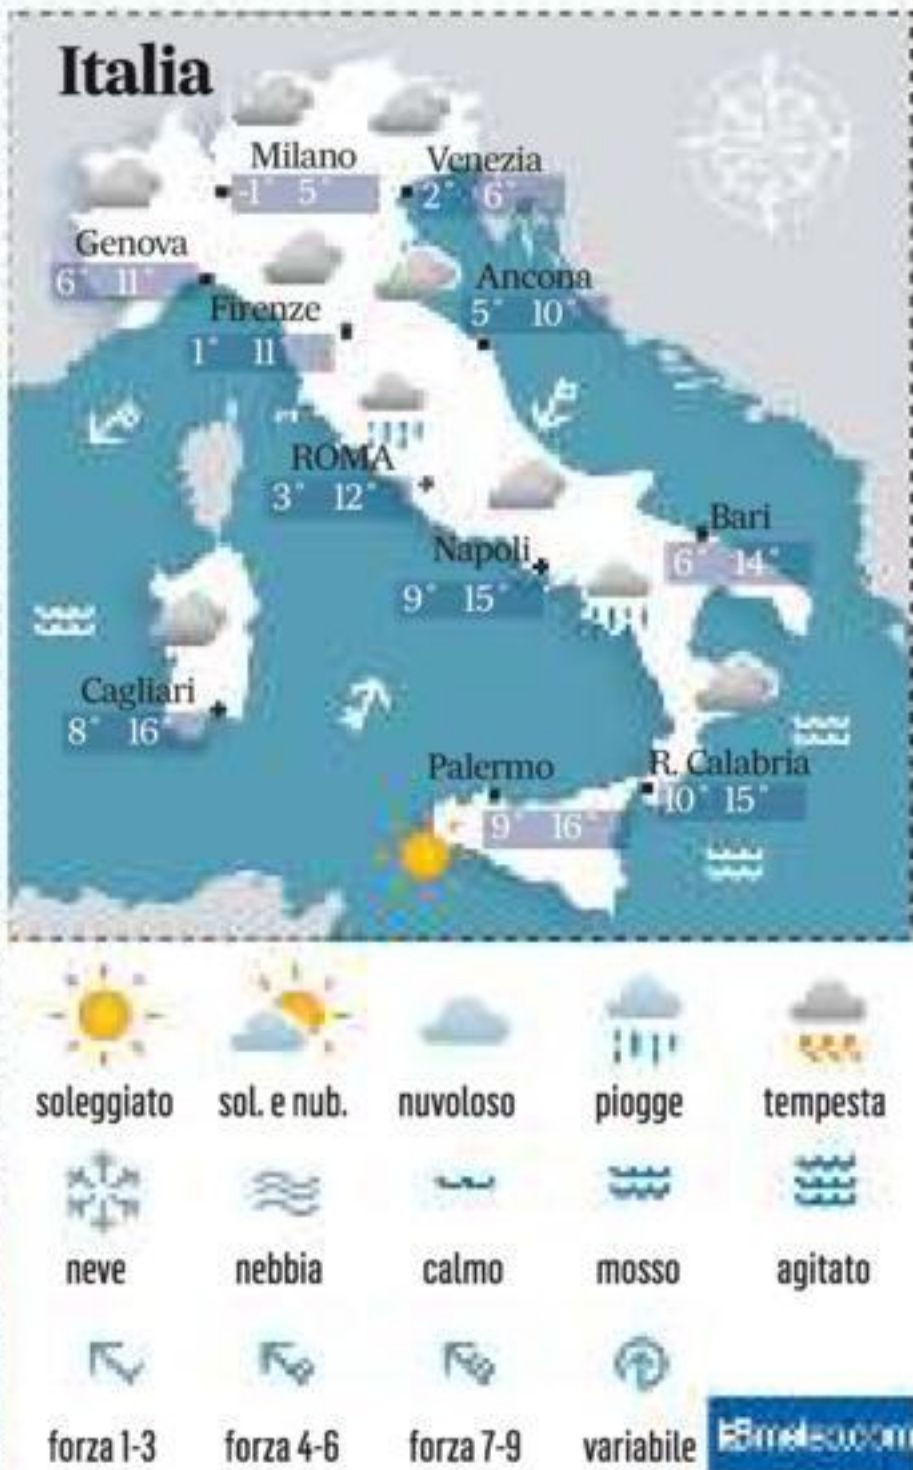 Italia
Milano
-1° 5°
Venezia
2° 6°
Genova
6° 11°
Ancona
5° 10°
Firenze
1° 11
ROMA
3° 12°
Bari
6° 14°
Napoli
9° 15°
Cagliari
8° 16°
Palermo
9° 16°
R. Calabria
10° 15°
soleggiato
sol. e nub.
nuvoloso
piogge
tempesta
neve
nebbia
calmo
mosso
agitato
forza 1-3
forza 4-6
forza 7-9
variabile